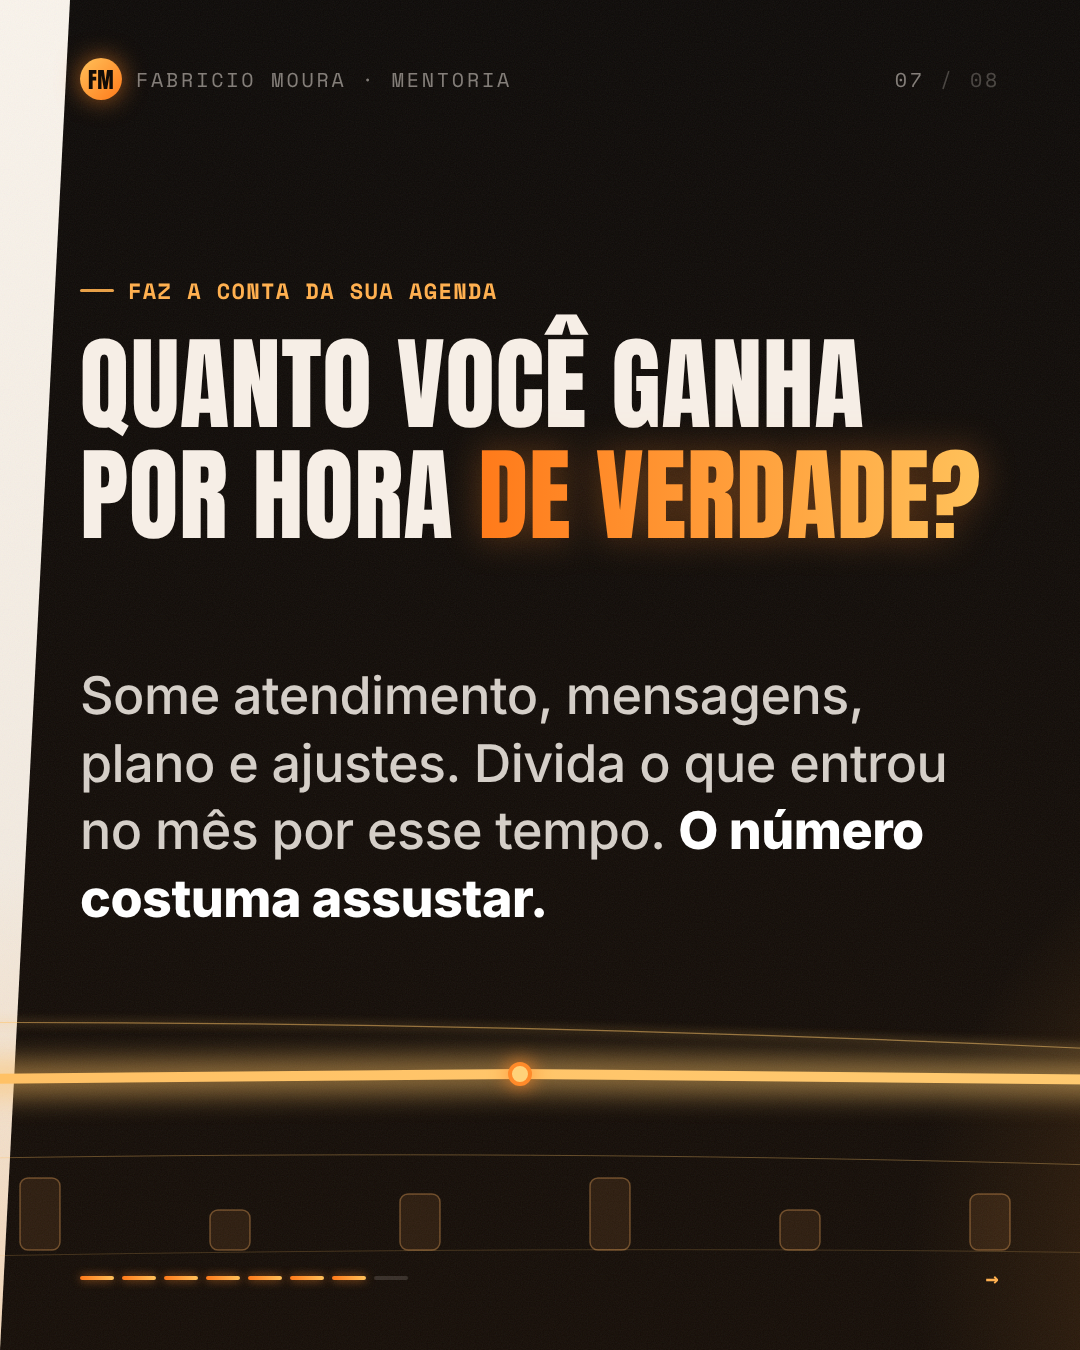 FM FABRICIO MOURA · MENTORIA
07 / 08
— FAZ A CONTA DA SUA AGENDA
QUANTO VOCÊ GANHA
POR HORA DE VERDADE?
Some atendimento, mensagens,
plano e ajustes. Divida o que entrou
no mês por esse tempo. O número
costuma assustar.
→